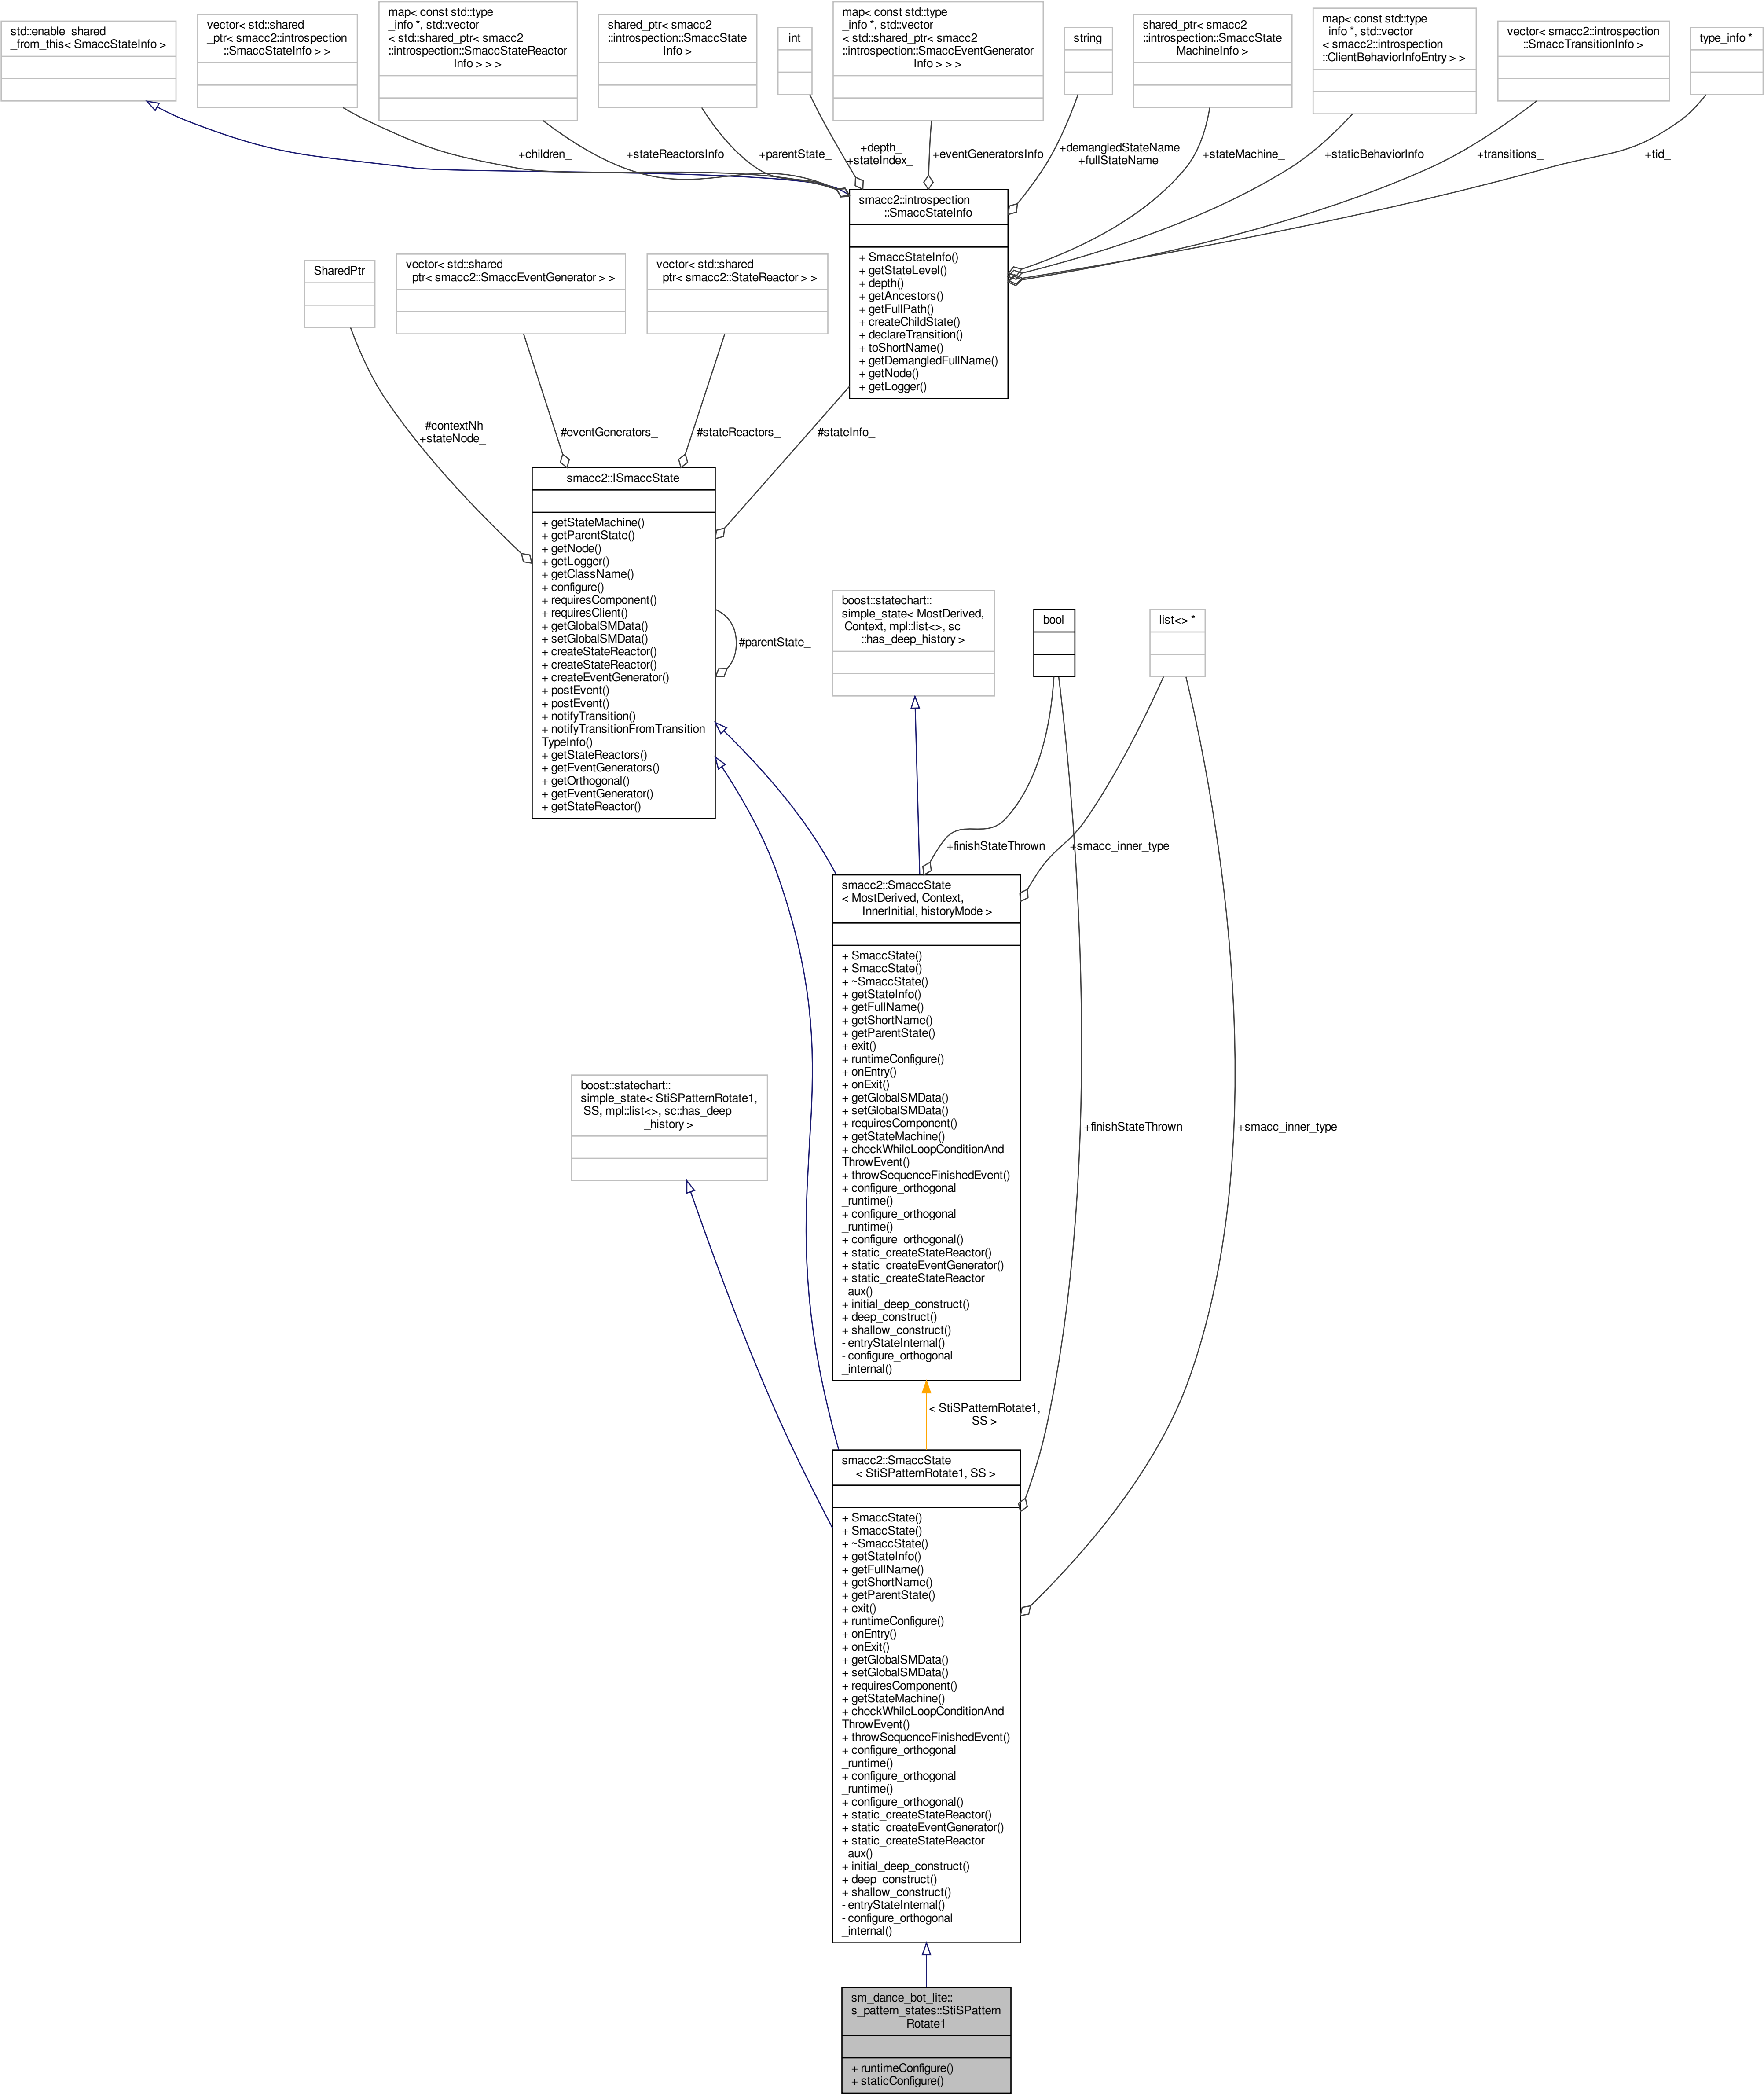 std::enable_shared
_from_this< SmaccStateInfo >
vector< std::shared
_ptr< smacc2::introspection
::SmaccStateInfo > >
map< const std::type
_info *, std::vector
< std::shared_ptr< smacc2
::introspection::SmaccStateReactor
Info > > >
shared_ptr< smacc2
::introspection::SmaccState
Info >
int
map< const std::type
_info *, std::vector
< std::shared_ptr< smacc2
::introspection::SmaccEventGenerator
Info > > >
string
shared_ptr< smacc2
::introspection::SmaccState
MachineInfo >
map< const std::type
_info *, std::vector
< smacc2::introspection
::ClientBehaviorInfoEntry > >
vector< smacc2::introspection
::SmaccTransitionInfo >
type_info *
+children_
+stateReactorsInfo
+parentState_
+depth_
+stateIndex_
+eventGeneratorsInfo
+demangledStateName
+fullStateName
+stateMachine_
+staticBehaviorInfo
+transitions_
+tid_
smacc2::introspection
::SmaccStateInfo
+ SmaccStateInfo()
+ getStateLevel()
+ depth()
+ getAncestors()
+ getFullPath()
+ createChildState()
+ declareTransition()
+ toShortName()
+ getDemangledFullName()
+ getNode()
+ getLogger()
SharedPtr
vector< std::shared
_ptr< smacc2::SmaccEventGenerator > >
vector< std::shared
_ptr< smacc2::StateReactor > >
#contextNh
+stateNode_
#eventGenerators_
#stateReactors_
#stateInfo_
smacc2::ISmaccState
+ getStateMachine()
+ getParentState()
+ getNode()
+ getLogger()
+ getClassName()
+ configure()
+ requiresComponent()
+ requiresClient()
+ getGlobalSMData()
+ setGlobalSMData()
+ createStateReactor()
+ createStateReactor()
+ createEventGenerator()
+ postEvent()
+ postEvent()
+ notifyTransition()
+ notifyTransitionFromTransition
TypeInfo()
+ getStateReactors()
+ getEventGenerators()
+ getOrthogonal()
+ getEventGenerator()
+ getStateReactor()
#parentState_
boost::statechart::
simple_state< MostDerived,
Context, mpl::list<>, sc
::has_deep_history >
bool
list<> *
+finishStateThrown
+smacc_inner_type
smacc2::SmaccState
< MostDerived, Context,
InnerInitial, historyMode >
+ SmaccState()
+ SmaccState()
+ ~SmaccState()
+ getStateInfo()
+ getFullName()
+ getShortName()
+ getParentState()
+ exit()
+ runtimeConfigure()
+ onEntry()
+ onExit()
+ getGlobalSMData()
+ setGlobalSMData()
+ requiresComponent()
+ getStateMachine()
+ checkWhileLoopConditionAnd
ThrowEvent()
+ throwSequenceFinishedEvent()
+ configure_orthogonal
_runtime()
+ configure_orthogonal
_runtime()
+ configure_orthogonal()
+ static_createStateReactor()
+ static_createEventGenerator()
+ static_createStateReactor
_aux()
+ initial_deep_construct()
+ deep_construct()
+ shallow_construct()
- entryStateInternal()
- configure_orthogonal
_internal()
boost::statechart::
simple_state< StiSPatternRotate1,
SS, mpl::list<>, sc::has_deep
_history >
+finishStateThrown
+smacc_inner_type
< StiSPatternRotate1,
SS >
smacc2::SmaccState
< StiSPatternRotate1, SS >
+ SmaccState()
+ SmaccState()
+ ~SmaccState()
+ getStateInfo()
+ getFullName()
+ getShortName()
+ getParentState()
+ exit()
+ runtimeConfigure()
+ onEntry()
+ onExit()
+ getGlobalSMData()
+ setGlobalSMData()
+ requiresComponent()
+ getStateMachine()
+ checkWhileLoopConditionAnd
ThrowEvent()
+ throwSequenceFinishedEvent()
+ configure_orthogonal
_runtime()
+ configure_orthogonal
_runtime()
+ configure_orthogonal()
+ static_createStateReactor()
+ static_createEventGenerator()
+ static_createStateReactor
_aux()
+ initial_deep_construct()
+ deep_construct()
+ shallow_construct()
- entryStateInternal()
- configure_orthogonal
_internal()
sm_dance_bot_lite::
s_pattern_states::StiSPattern
Rotate1
+ runtimeConfigure()
+ staticConfigure()